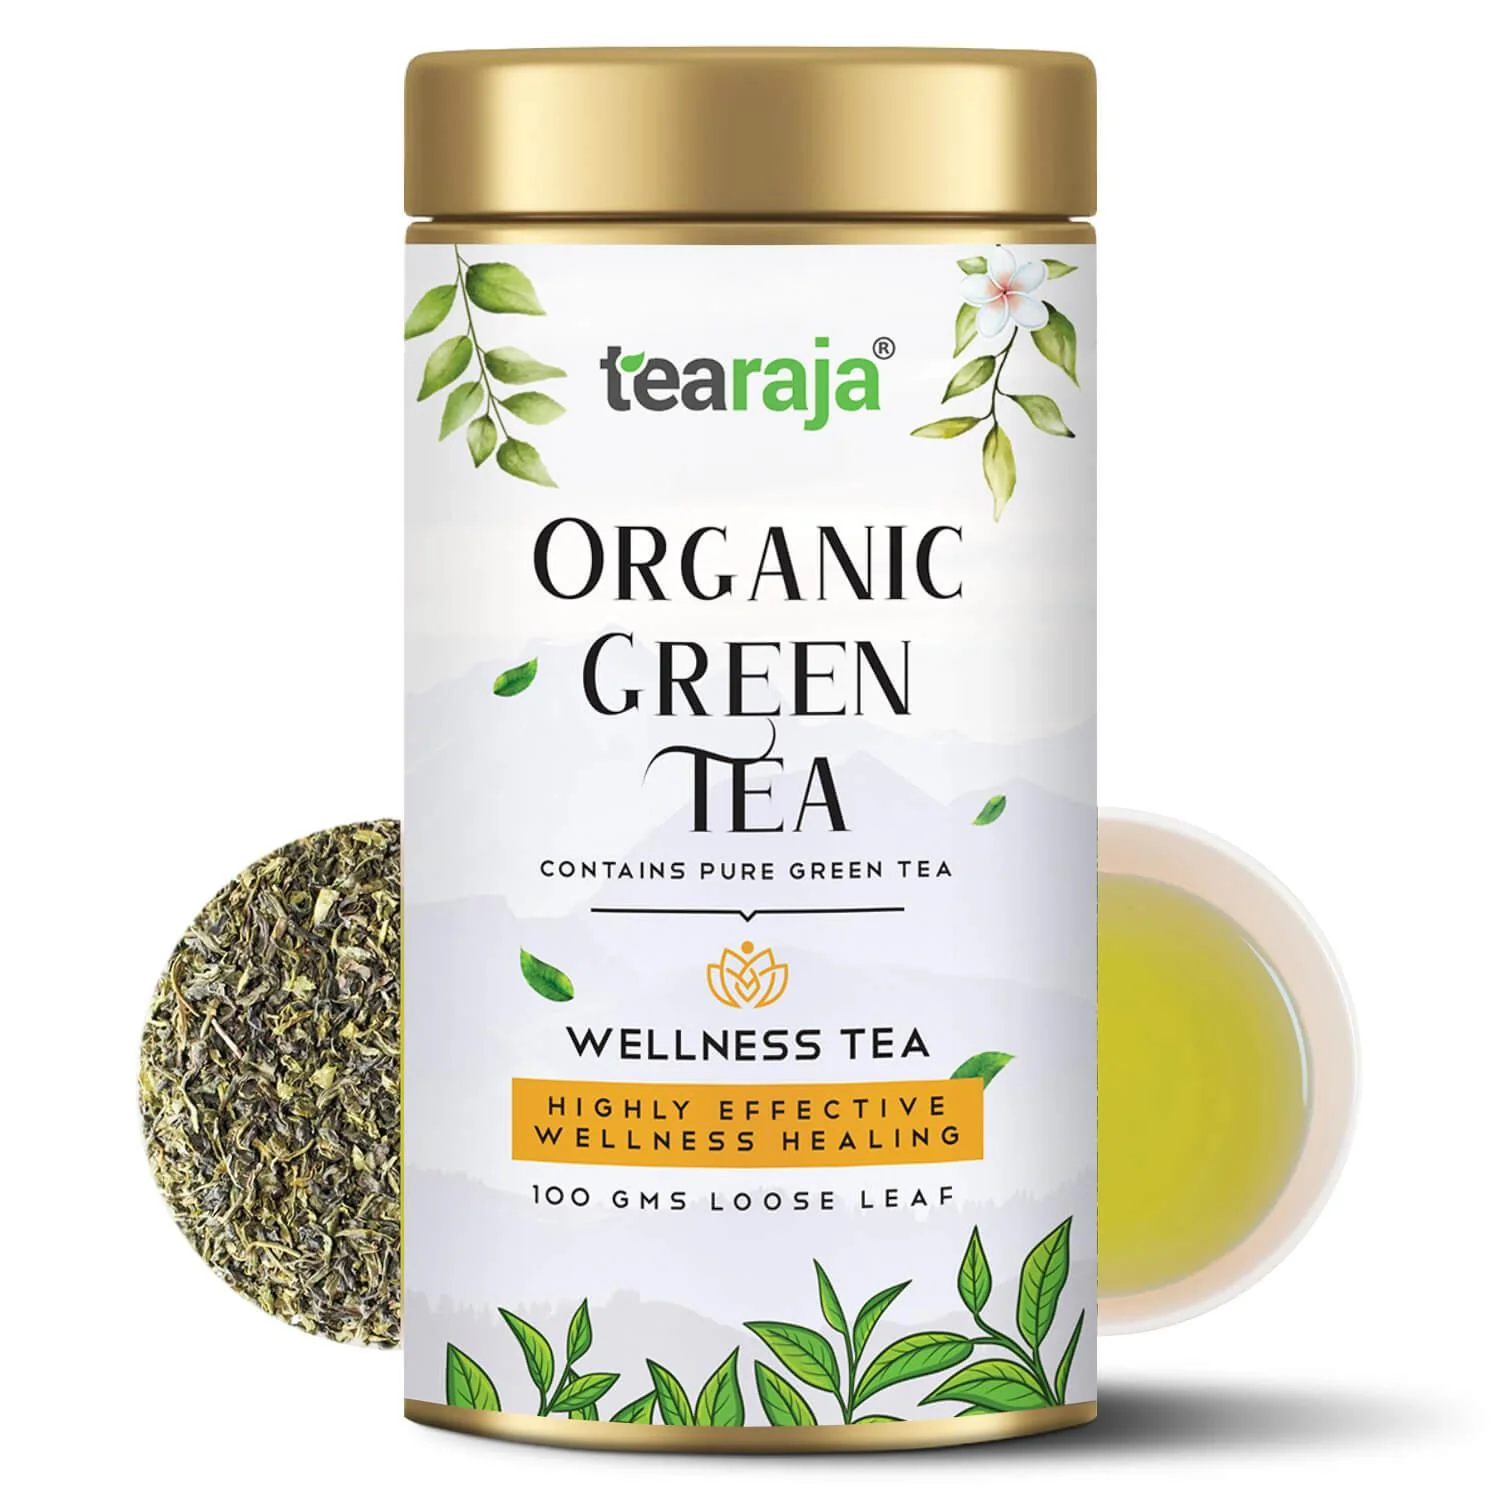 tearaja®
ORGANIC
GREEN
TEA
CONTAINS PURE GREEN TEA
WELLNESS TEA
HIGHLY EFFECTIVE
WELLNESS HEALING
100 GMS LOOSE LEAF